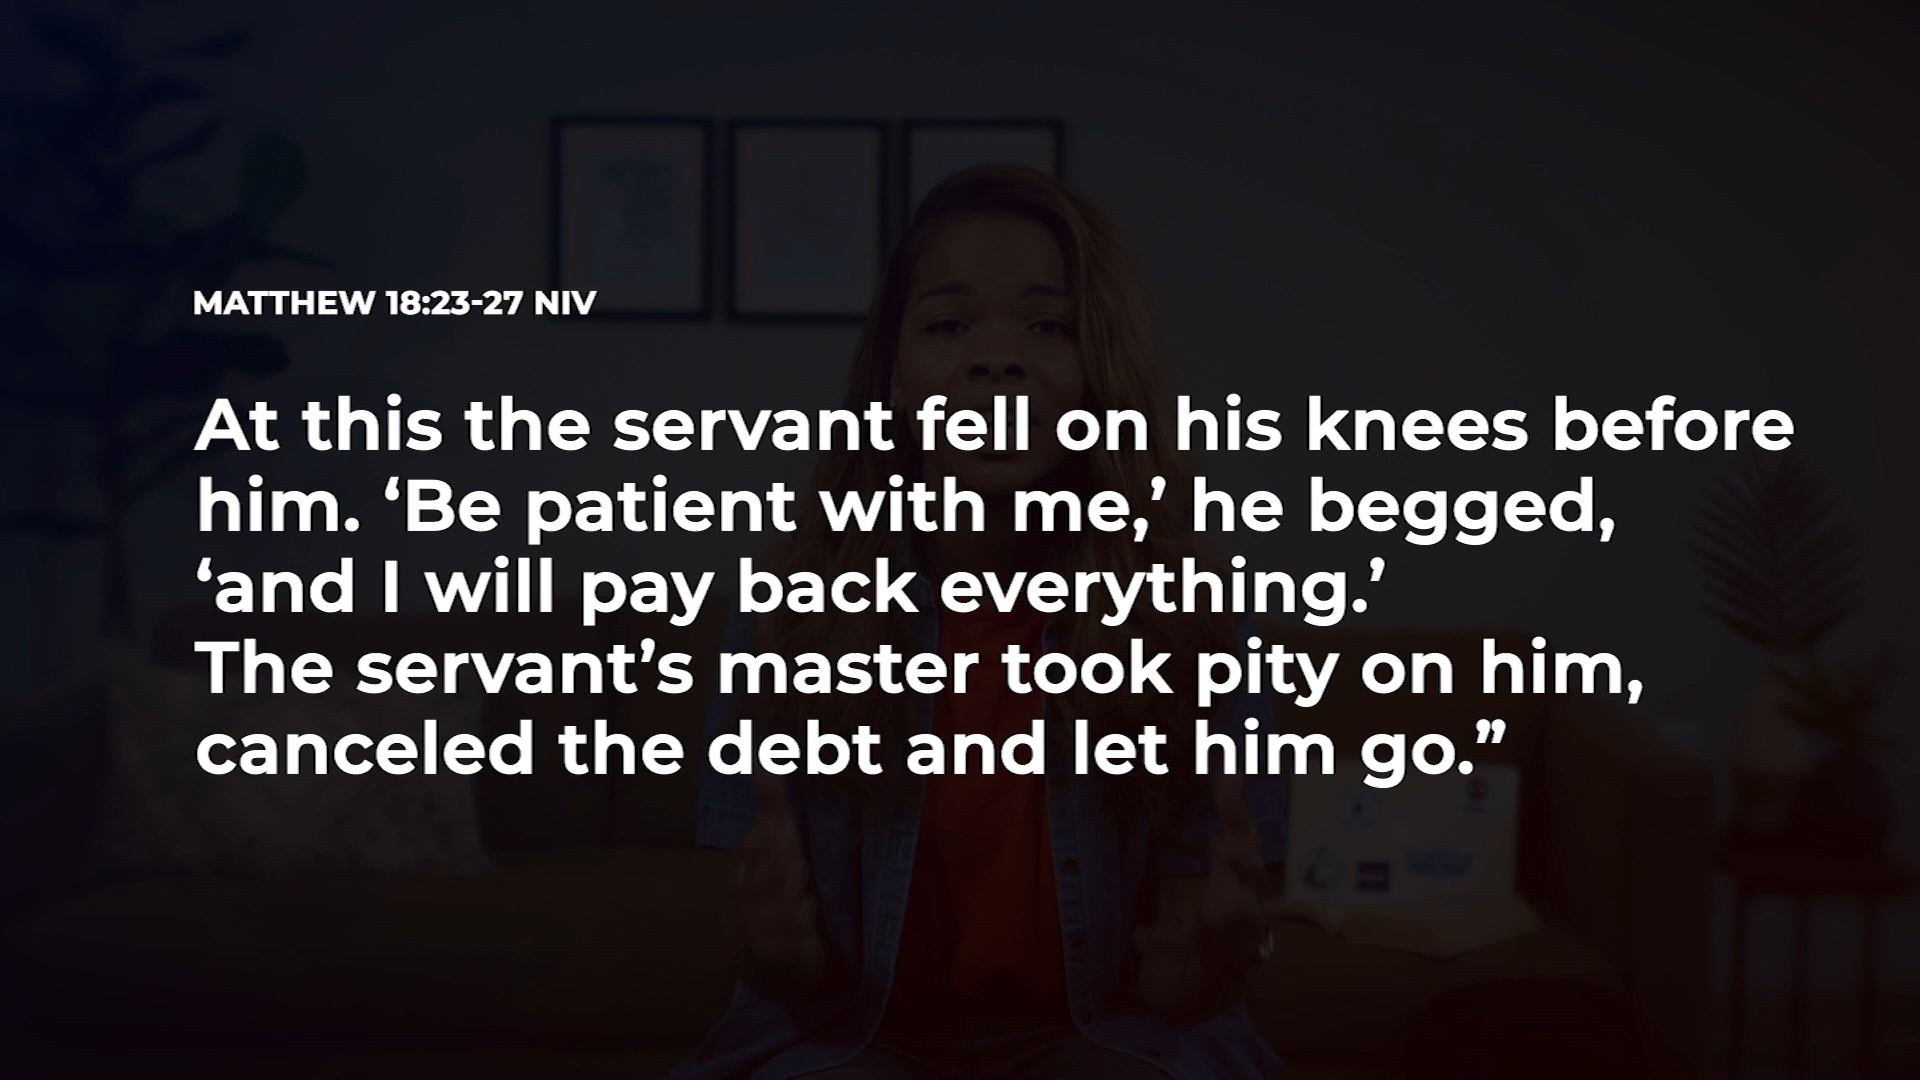 MATTHEW 18:23-27 NIV
At this the servant fell on his knees before
him. ‘Be patient with me,’ he begged,
‘and I will pay back everything.’
The servant’s master took pity on him,
canceled the debt and let him go.”